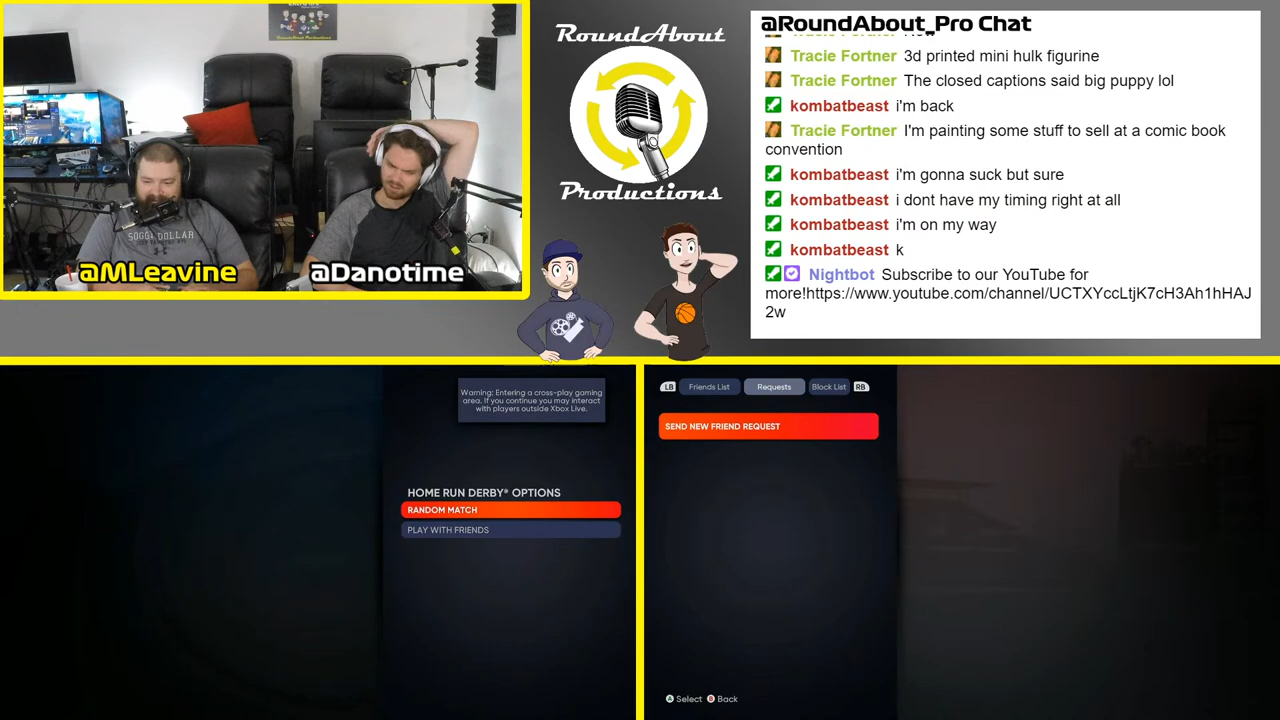 RoundAbout
Productions
@MLeavine
@Danotime
SOGGY DOLLAR
@RoundAbout_Pro Chat
Tracie Fortner 3d printed mini hulk figurine
Tracie Fortner The closed captions said big puppy lol
kombatbeast i'm back
Tracie Fortner I'm painting some stuff to sell at a comic book
convention
kombatbeast i'm gonna suck but sure
kombatbeast i dont have my timing right at all
kombatbeast i'm on my way
kombatbeast k
Nightbot Subscribe to our YouTube for
more!https://www.youtube.com/channel/UCTXYccLtjK7cH3Ah1hHAJ
2w
Warning: Entering a cross-play gaming
area. If you continue you may interact
with players outside Xbox Live.
HOME RUN DERBY® OPTIONS
RANDOM MATCH
PLAY WITH FRIENDS
LB Friends List Requests Block List RB
SEND NEW FRIEND REQUEST
A Select B Back